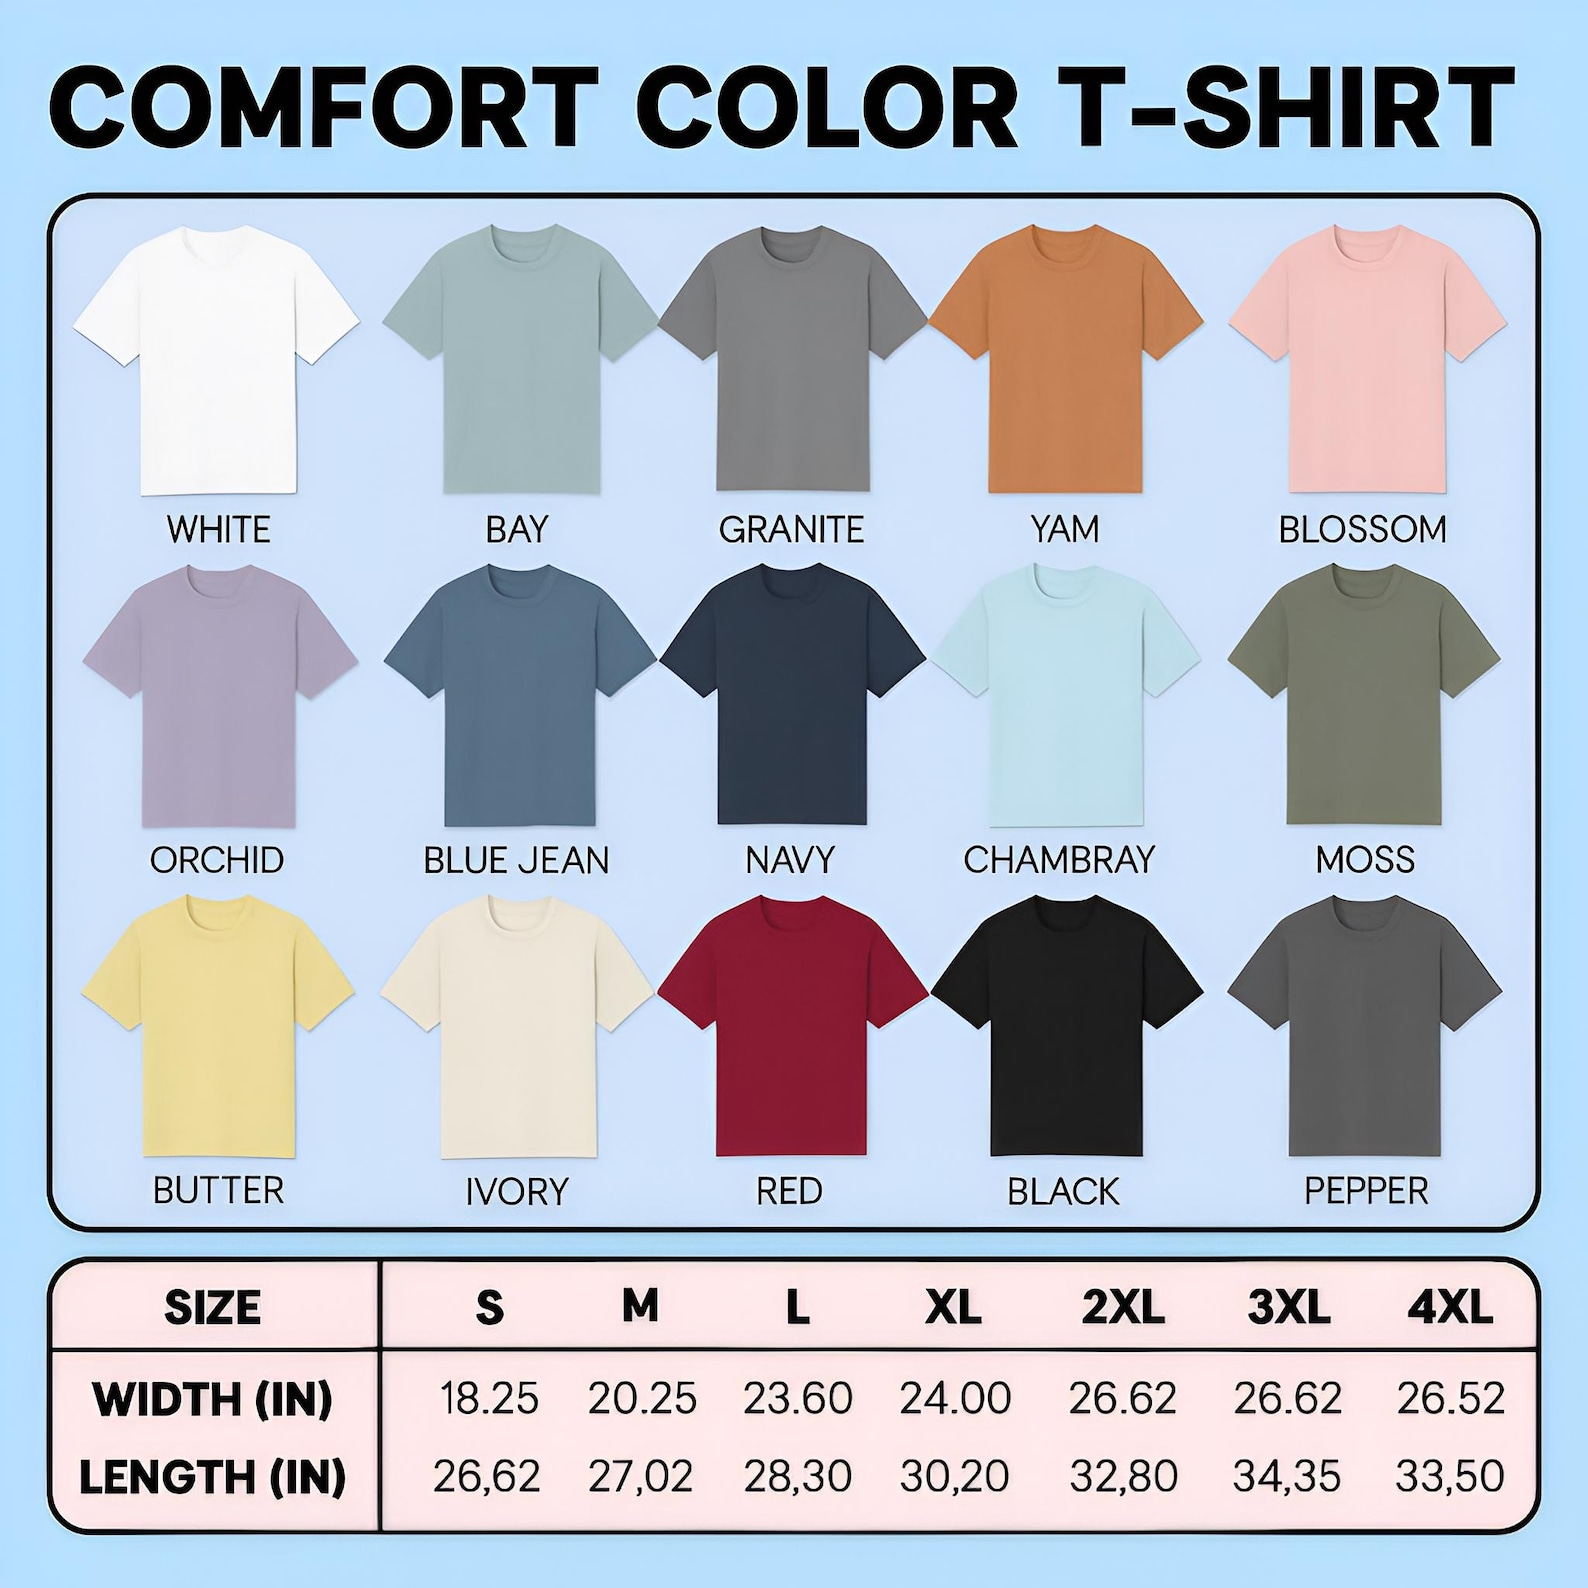 COMFORT COLOR T-SHIRT
WHITE BAY GRANITE YAM BLOSSOM
ORCHID BLUE JEAN NAVY CHAMBRAY MOSS
BUTTER IVORY RED BLACK PEPPER
SIZE S M L XL 2XL 3XL 4XL
WIDTH (IN) 18.25 20.25 23.60 24.00 26.62 26.62 26.52
LENGTH (IN) 26,62 27,02 28,30 30,20 32,80 34,35 33,50